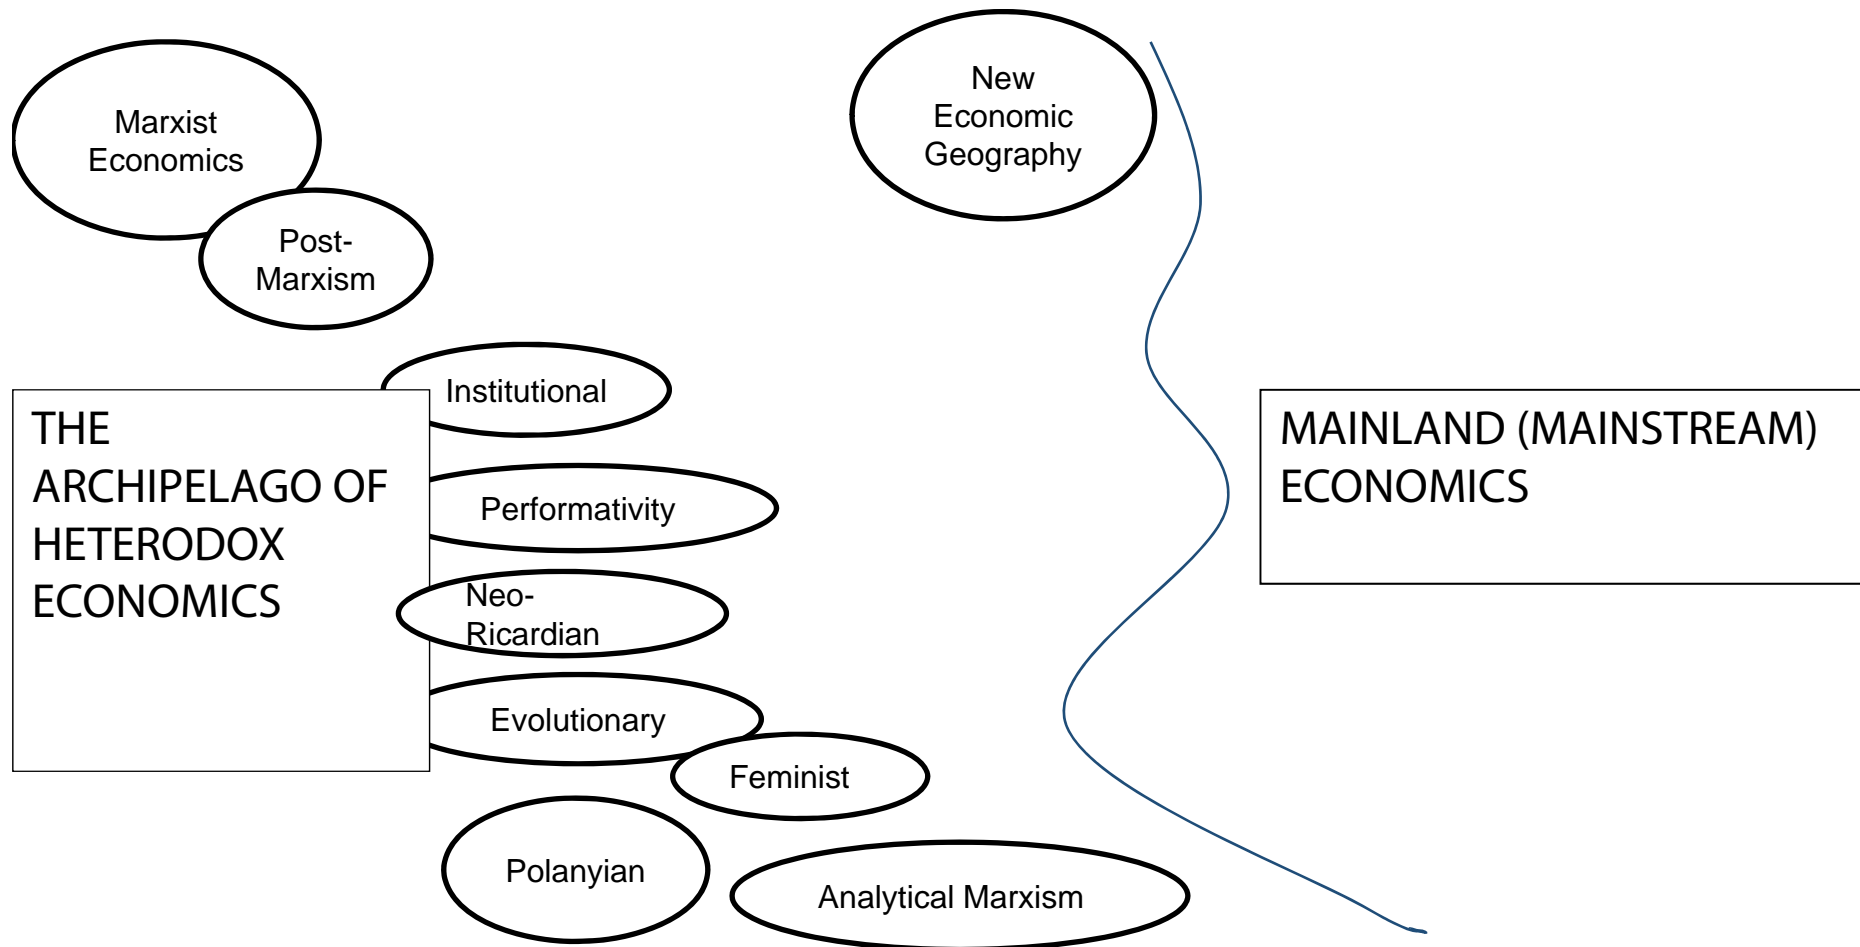 Marxist
Economics
New
Economic
Geography
Post-
Marxism
Institutional
THE
ARCHIPELAGO OF
HETERODOX
ECONOMICS
MAINLAND (MAINSTREAM)
ECONOMICS
Performativity
Neo-
Ricardian
Evolutionary
Feminist
Polanyian
Analytical Marxism